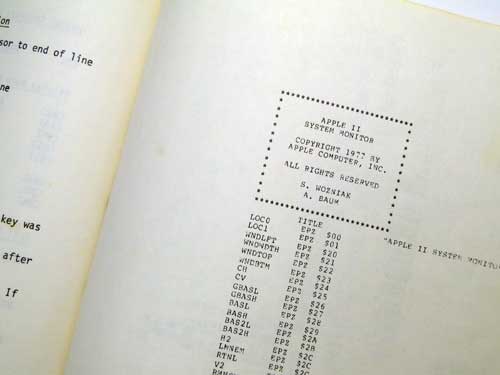 ion
sor to end of line
ne
key was
after
If
APPLE II
SYSTEM MONITOR
COPYRIGHT 1977 BY
APPLE COMPUTER, INC.
ALL RIGHTS RESERVED
S. WOZNIAK
A. BAUM
TITLE "APPLE II SYSTEM MONITOR
LOC0 EPZ $00
LOC1 EPZ $01
WNDLFT EPZ $20
WNDWDTH EPZ $21
WNDTOP EPZ $22
WNDBTM EPZ $23
CH EPZ $24
CV EPZ $25
GBASL EPZ $26
GBASH EPZ $27
BASL EPZ $28
BASH EPZ $29
BAS2L EPZ $2A
BAS2H EPZ $2B
H2 EPZ $2C
LMNEM EPZ $2C
RTNL EPZ
V2